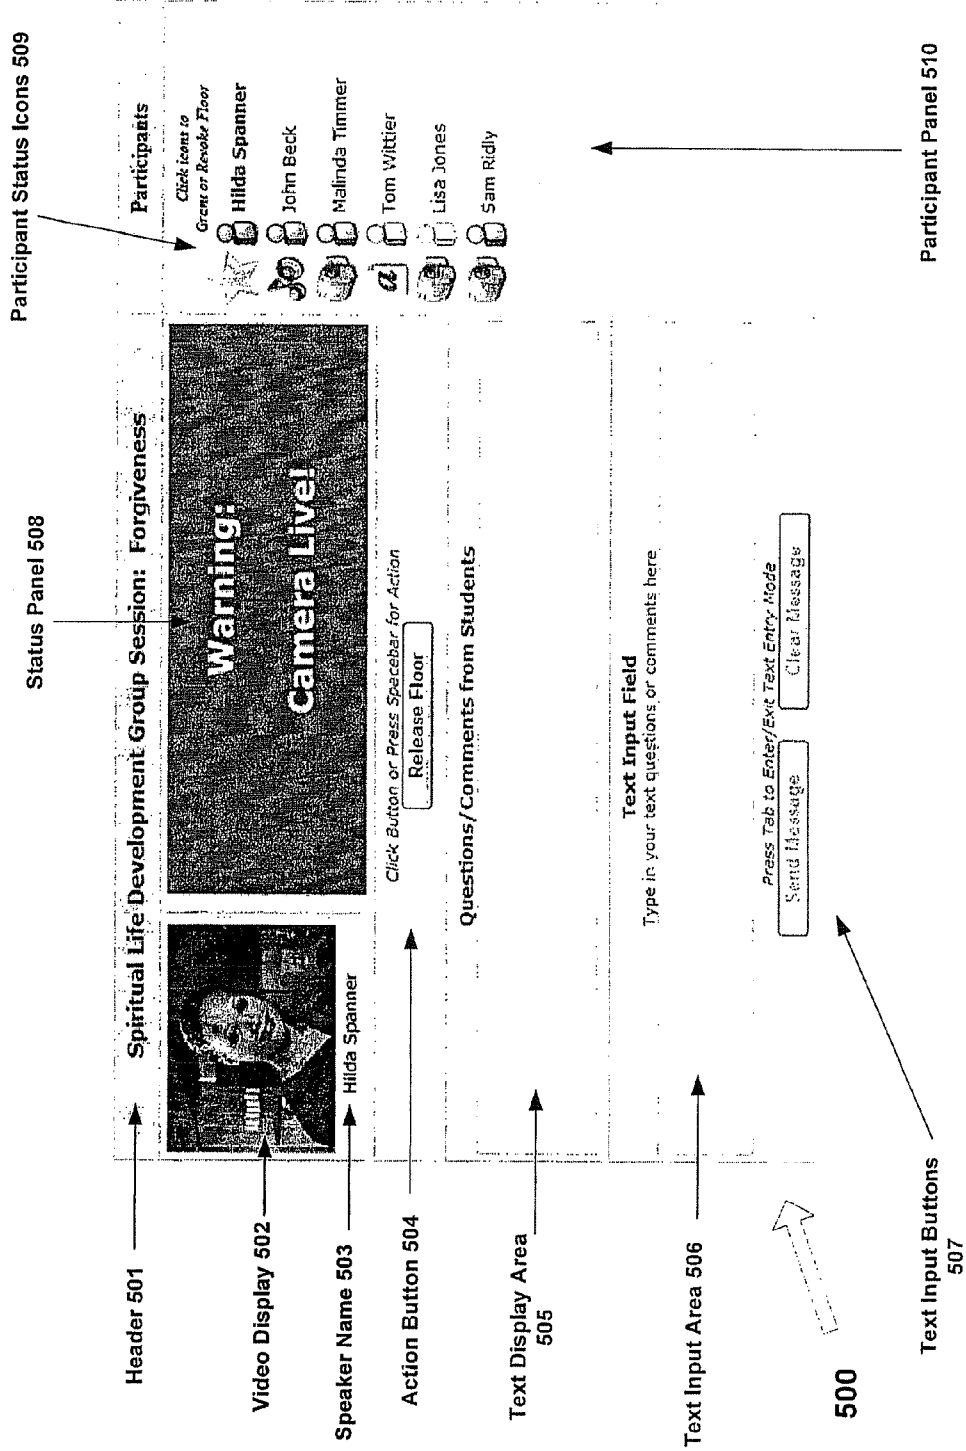 Participant Status Icons 509
Status Panel 508
Header 501
Spiritual Life Development Group Session: Forgiveness
Participants
Video Display 502
Warning:
Camera Live!
Click icons to
Grant or Revoke Floor
Hilda Spanner
John Beck
Malinda Timmer
a Tom Wittier
Lisa Jones
Sam Ridly
Speaker Name 503
Hilda Spanner
Action Button 504
Click Button or Press Spacebar for Action
Release Floor
Text Display Area
505
Questions/Comments from Students
Text Input Area 506
Text Input Field
Type in your text questions or comments here
Press Tab to Enter/Exit Text Entry Mode
Send Message
Clear Message
500
Text Input Buttons
507
Participant Panel 510